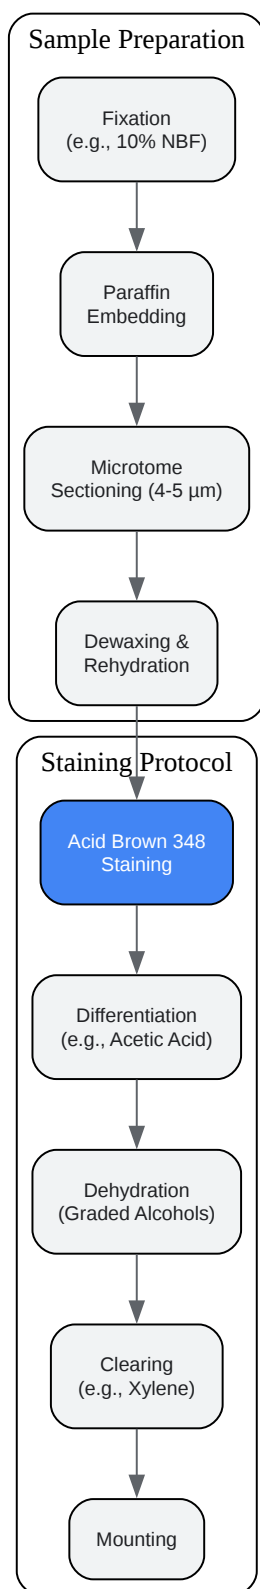 Sample Preparation
Fixation
(e.g., 10% NBF)
Paraffin
Embedding
Microtome
Sectioning (4-5 µm)
Dewaxing &
Rehydration
Staining Protocol
Acid Brown 348
Staining
Differentiation
(e.g., Acetic Acid)
Dehydration
(Graded Alcohols)
Clearing
(e.g., Xylene)
Mounting